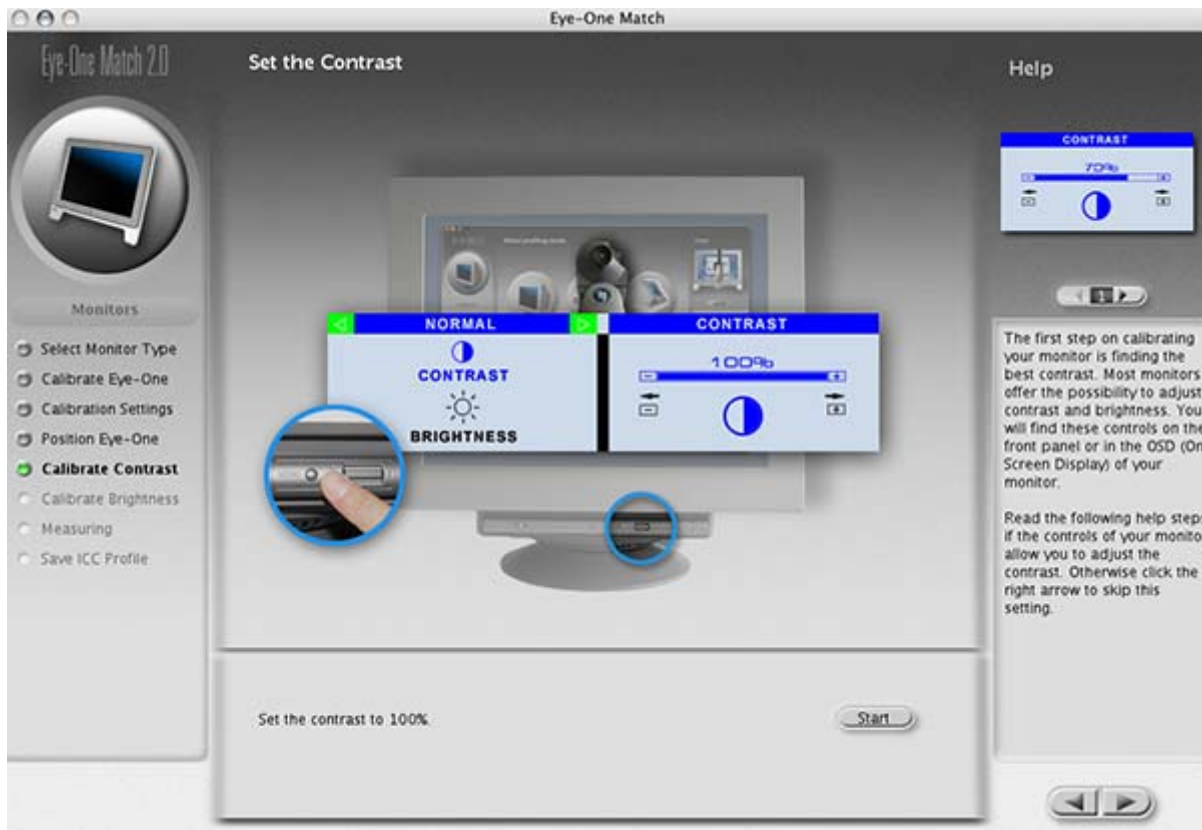 Eye-One Match
Eye-One Match 2.0
Monitors
Select Monitor Type
Calibrate Eye-One
Calibration Settings
Position Eye-One
Calibrate Contrast
Calibrate Brightness
Measuring
Save ICC Profile
Set the Contrast
NORMAL
CONTRAST
BRIGHTNESS
CONTRAST
100%
Set the contrast to 100%.
Start
Help
CONTRAST
70%
1
The first step on calibrating
your monitor is finding the
best contrast. Most monitors
offer the possibility to adjust
contrast and brightness. You
will find these controls on the
front panel or in the OSD (On
Screen Display) of your
monitor.
Read the following help step
if the controls of your monito
allow you to adjust the
contrast. Otherwise click the
right arrow to skip this
setting.